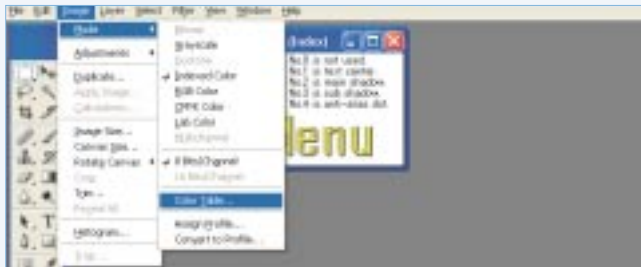 File Edit Image Layer Select Filter View Window Help
Mode
Adjustments
Duplicate...
Apply Image...
Calculations...
Image Size...
Canvas Size...
Rotate Canvas
Crop
Trim...
Reveal All
Histogram...
Trap...
Bitmap
Grayscale
Duotone
Indexed Color
RGB Color
CMYK Color
Lab Color
Multichannel
8 Bits/Channel
16 Bits/Channel
Color Table...
Assign Profile...
Convert to Profile...
(Index)
No.0 is not used.
No.1 is text center
No.2 is main shadow.
No.3 is sub shadow.
No.4 is anti-alias dot.
Menu